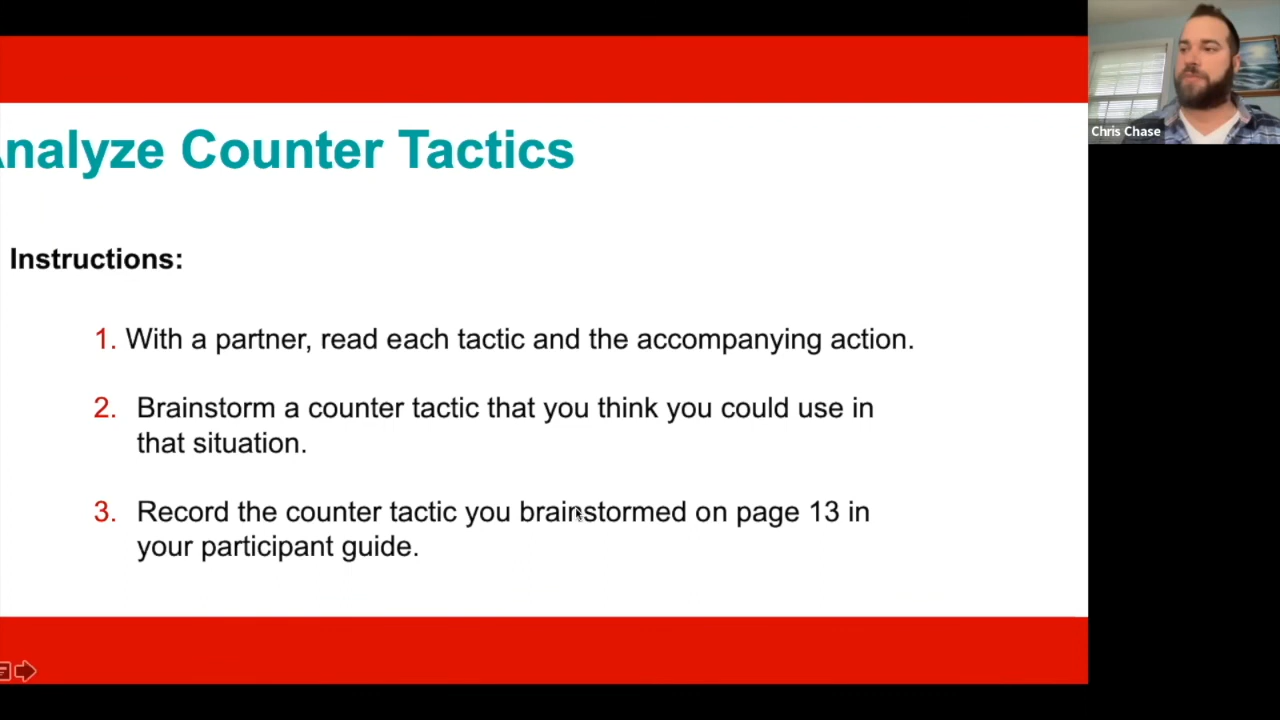 nalyze Counter Tactics
Chris Chase
Instructions:
1. With a partner, read each tactic and the accompanying action.
2. Brainstorm a counter tactic that you think you could use in
that situation.
3. Record the counter tactic you brainstormed on page 13 in
your participant guide.